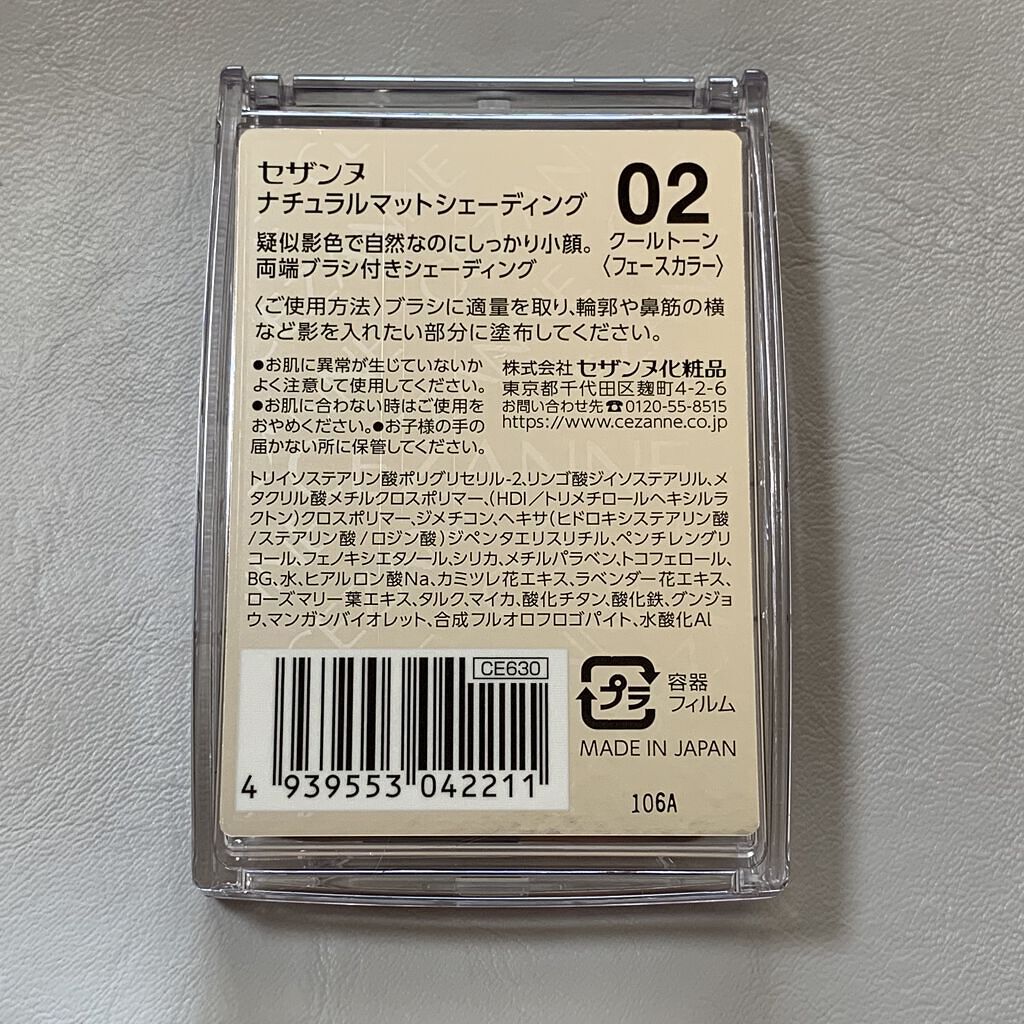 セザンヌ
ナチュラルマットシェーディング
02
疑似影色で自然なのにしっかり小顔。
両端ブラシ付きシェーディング
クールトーン
〈フェースカラー〉
〈ご使用方法〉ブラシに適量を取り、輪郭や鼻筋の横
など影を入れたい部分に塗布してください。
●お肌に異常が生じていないか
よく注意して使用してください。
●お肌に合わない時はご使用を
おやめください。●お子様の手の
届かない所に保管してください。
株式会社 セザンヌ化粧品
東京都千代田区麹町4-2-6
お問い合わせ先☎0120-55-8515
https://www.cezanne.co.jp
トリイソステアリン酸ポリグリセリル-2、リンゴ酸ジイソステアリル、メ
タクリル酸メチルクロスポリマー、(HDI/トリメチロールヘキシルラ
クトン)クロスポリマー、ジメチコン、ヘキサ(ヒドロキシステアリン酸
/ステアリン酸/ロジン酸)ジペンタエリスリチル、ペンチレングリ
コール、フェノキシエタノール、シリカ、メチルパラベン、トコフェロール、
BG、水、ヒアルロン酸Na、カミツレ花エキス、ラベンダー花エキス、
ローズマリー葉エキス、タルク、マイカ、酸化チタン、酸化鉄、グンジョ
ウ、マンガンバイオレット、合成フルオロフロゴパイト、水酸化Al
CE630
4 939553 042211
プラ
容器
フィルム
MADE IN JAPAN
106A